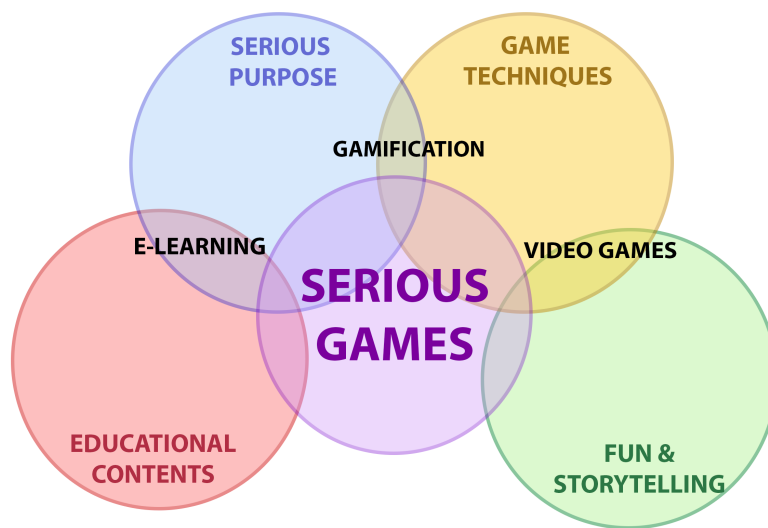 SERIOUS
PURPOSE
GAME
TECHNIQUES
GAMIFICATION
E-LEARNING
VIDEO GAMES
SERIOUS
GAMES
EDUCATIONAL
CONTENTS
FUN &
STORYTELLING